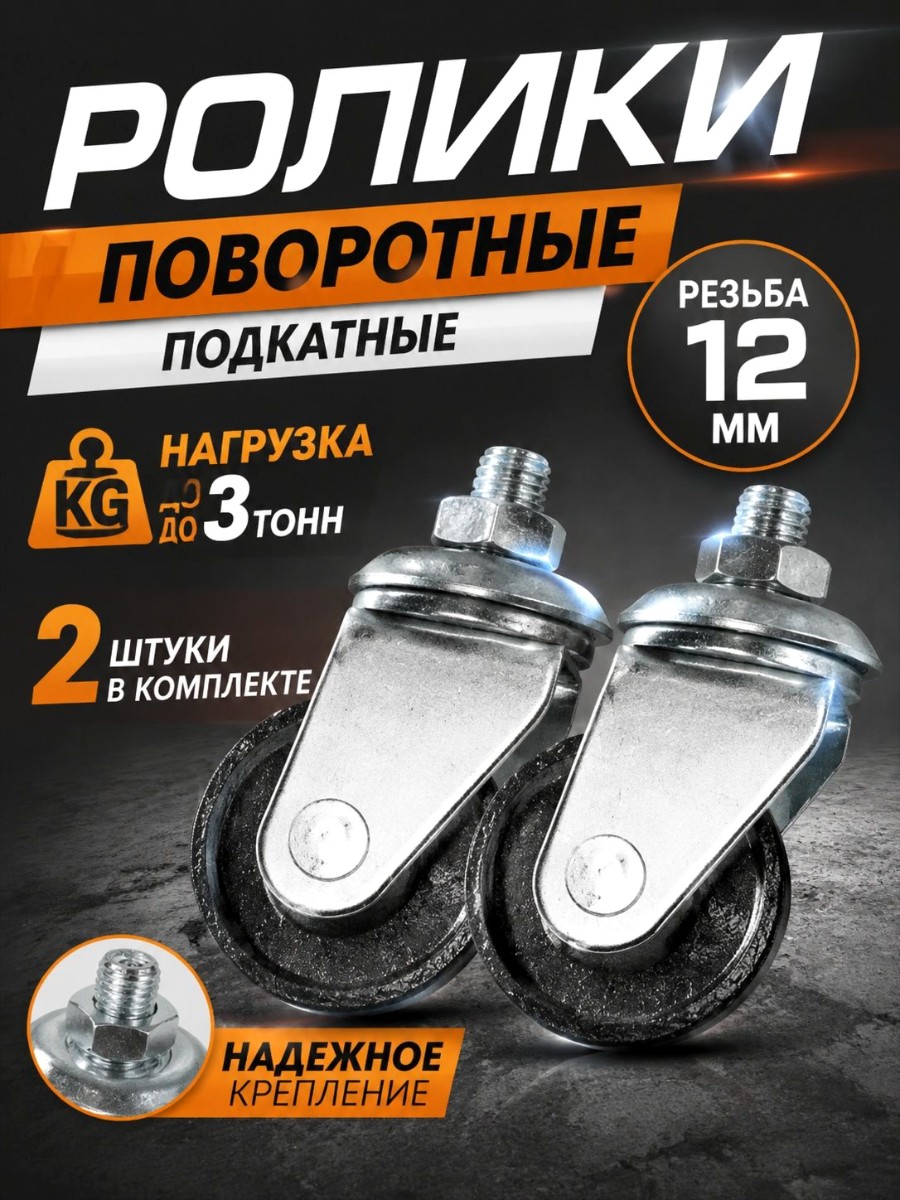 РОЛИКИ
ПОВОРОТНЫЕ
ПОДКАТНЫЕ
РЕЗЬБА
12
ММ
KG
НАГРУЗКА
ДО
ДО 3 ТОНН
2 ШТУКИ
В КОМПЛЕКТЕ
НАДЕЖНОЕ
КРЕПЛЕНИЕ